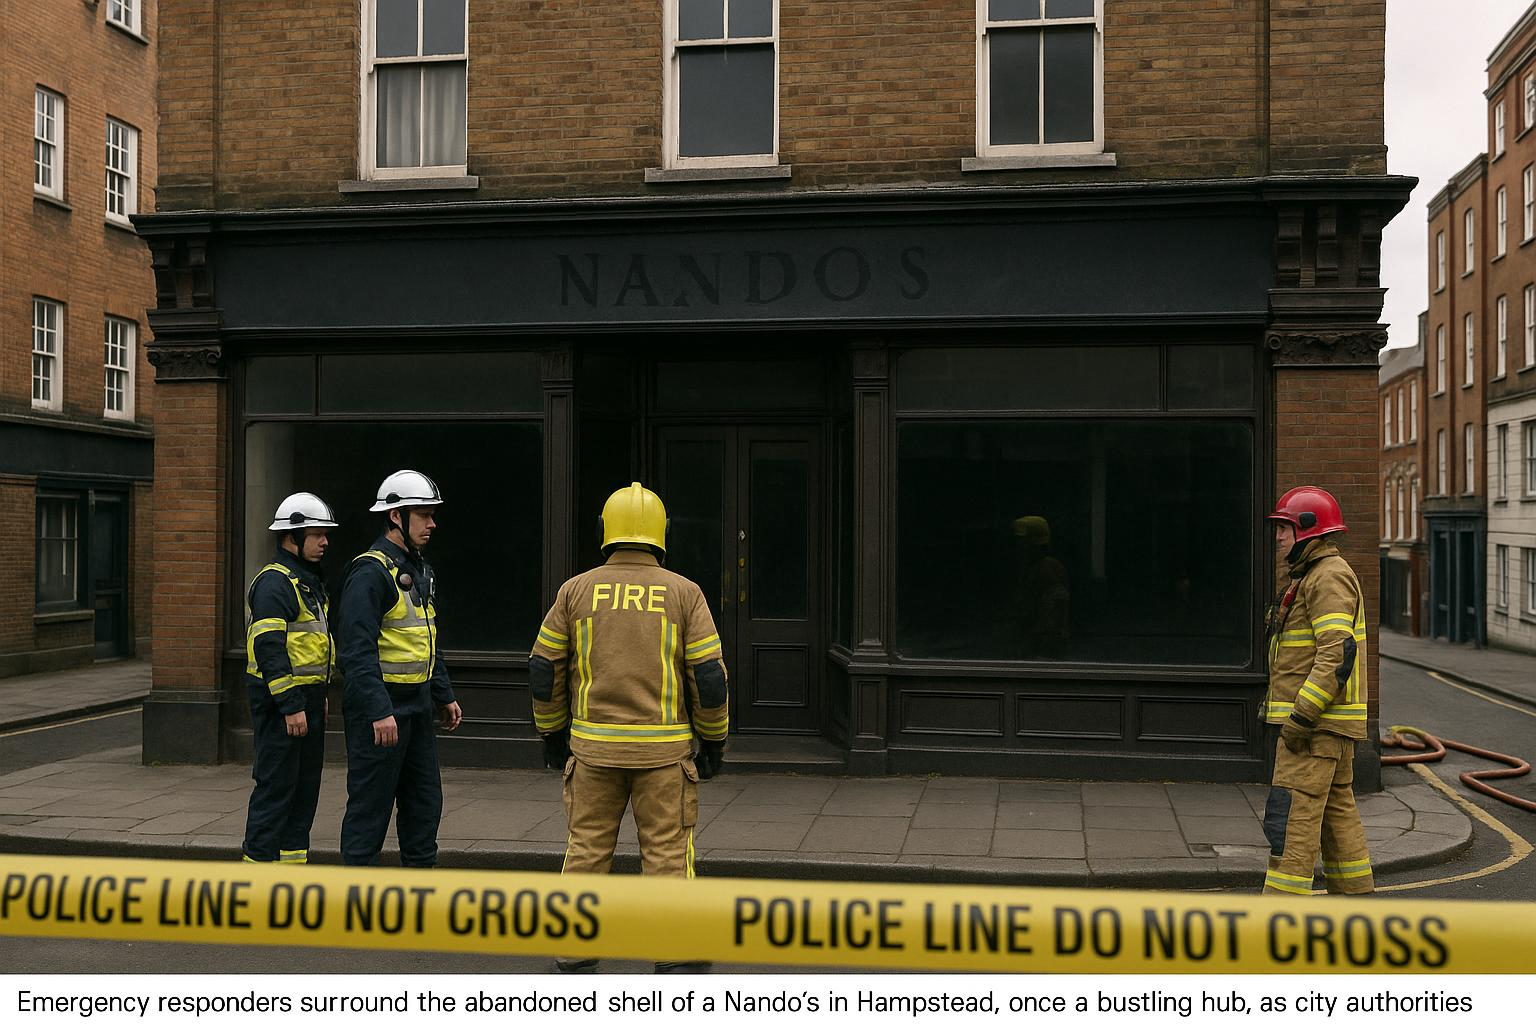 NANDO'S
FIRE
POLICE LINE DO NOT CROSS POLICE LINE DO NOT CROSS
Emergency responders surround the abandoned shell of a Nando's in Hampstead, once a bustling hub, as city authorities